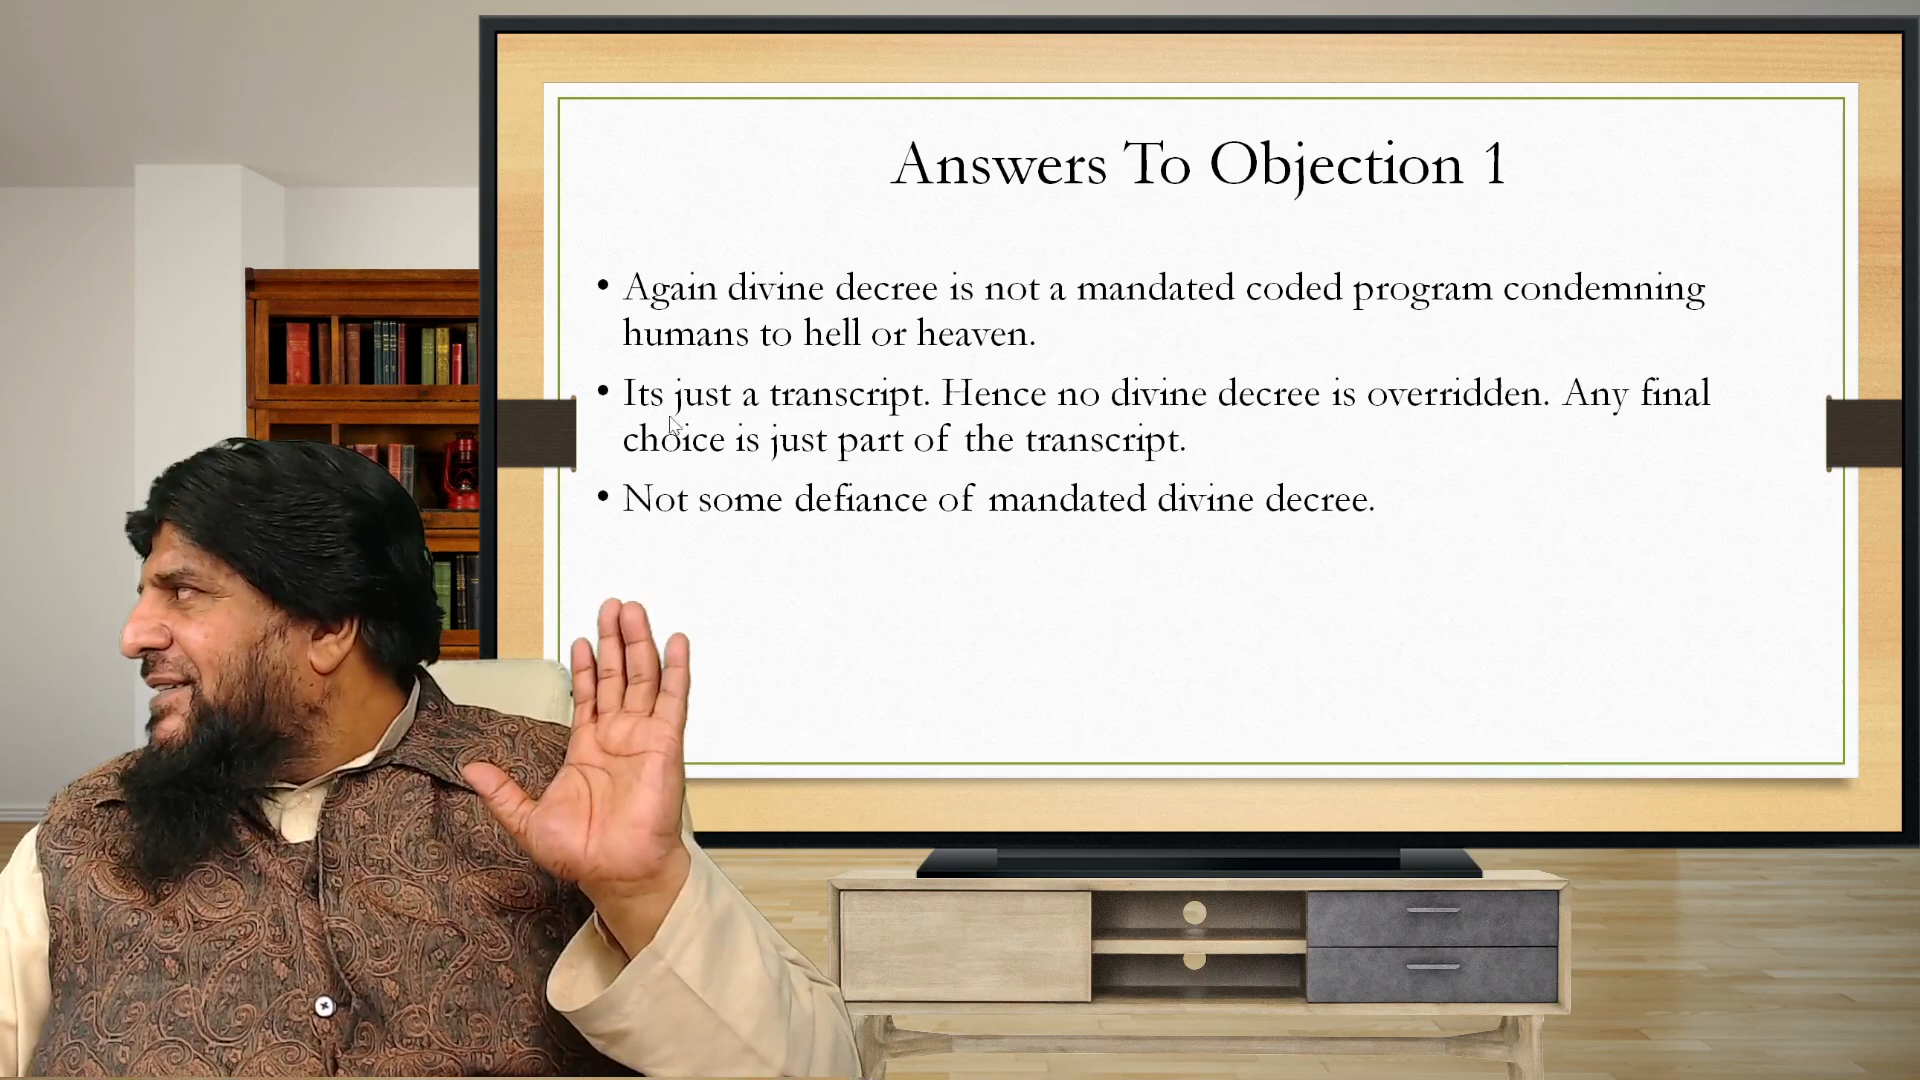 Answers To Objection 1
• Again divine decree is not a mandated coded program condemning
humans to hell or heaven.
• Its just a transcript. Hence no divine decree is overridden. Any final
choice is just part of the transcript.
• Not some defiance of mandated divine decree.